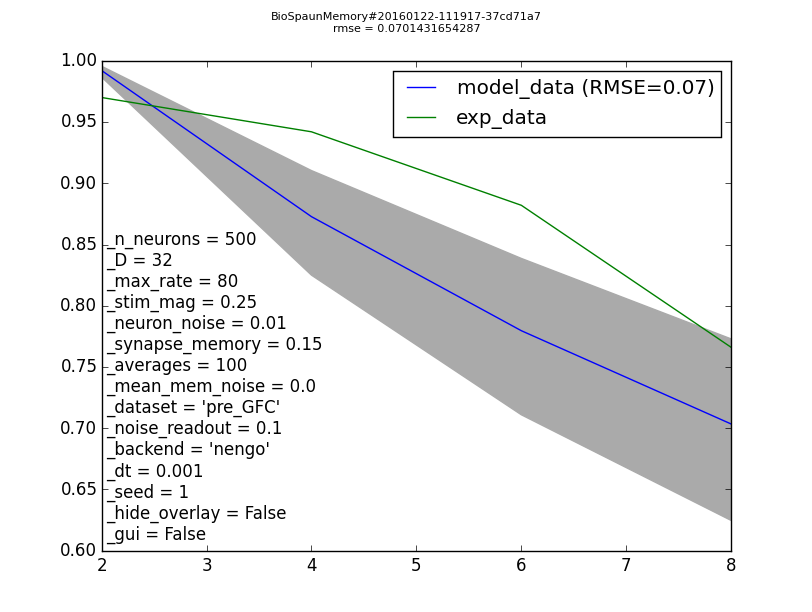 BioSpaunMemory#20160122-111917-37cd71a7
rmse = 0.0701431654287
1.00
model_data (RMSE=0.07)
exp_data
0.95
0.90
0.85
0.80
0.75
0.70
0.65
0.60
_n_neurons = 500
_D = 32
_max_rate = 80
_stim_mag = 0.25
_neuron_noise = 0.01
_synapse_memory = 0.15
_averages = 100
_mean_mem_noise = 0.0
_dataset = 'pre_GFC'
_noise_readout = 0.1
_backend = 'nengo'
_dt = 0.001
_seed = 1
_hide_overlay = False
_gui = False
2 3 4 5 6 7 8